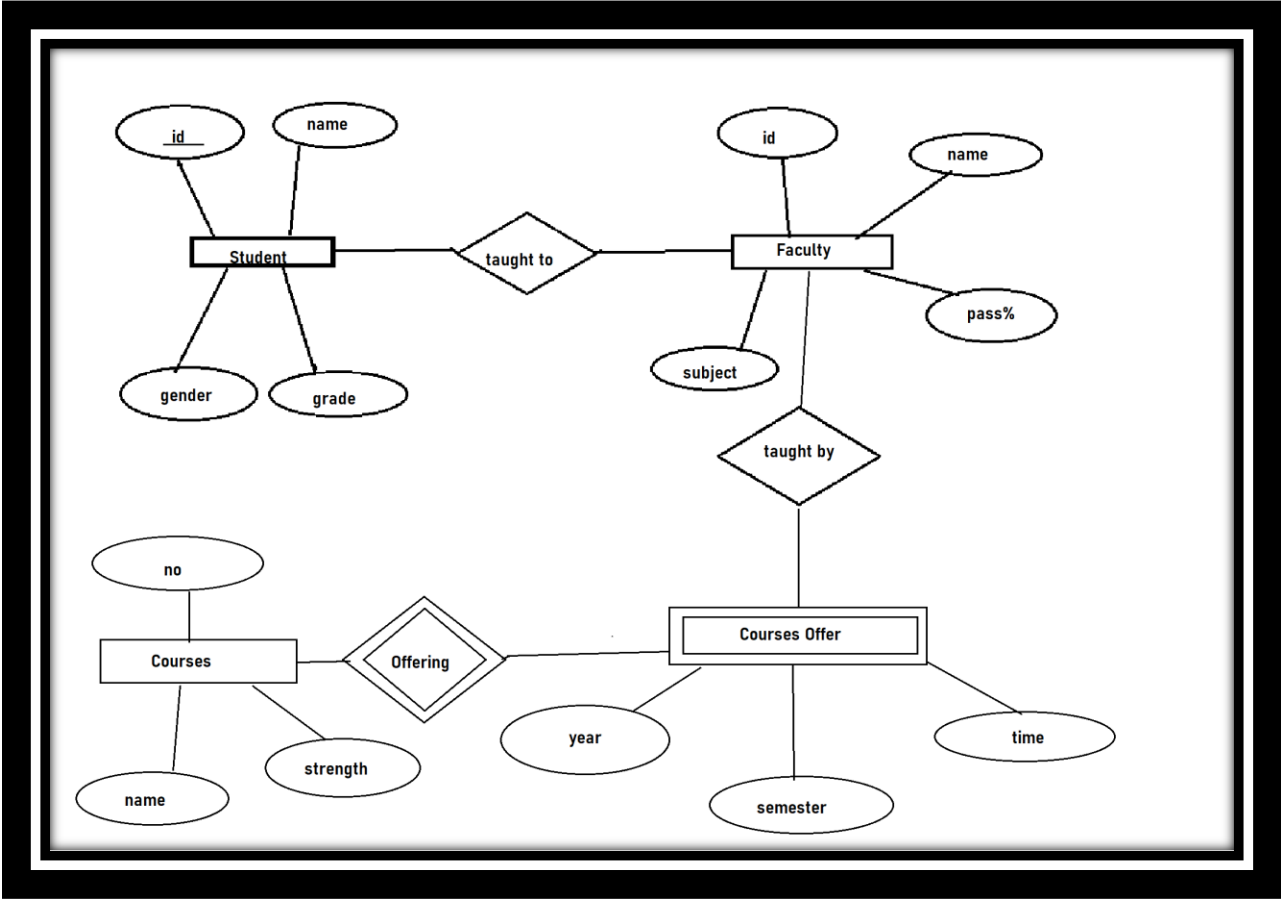 id
name
id
name
Student
taught to
Faculty
pass%
subject
gender
grade
taught by
no
Courses Offer
Courses
Offering
year
time
strength
name
semester